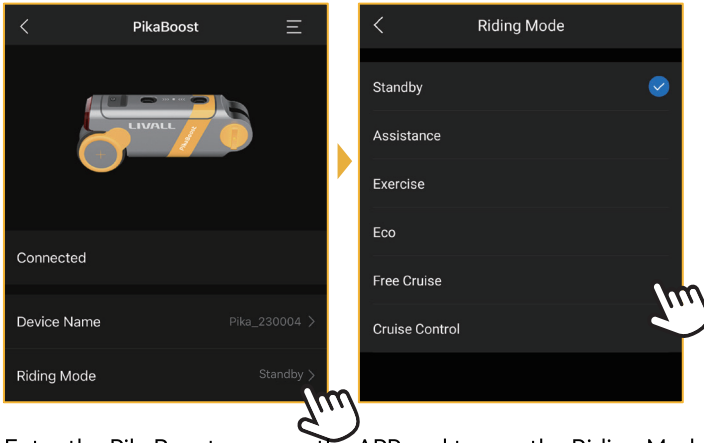 PikaBoost
LIVALL
PikaBoost
Connected
Device Name
Pika_230004
Riding Mode
Standby
Riding Mode
Standby
Assistance
Exercise
Eco
Free Cruise
Cruise Control